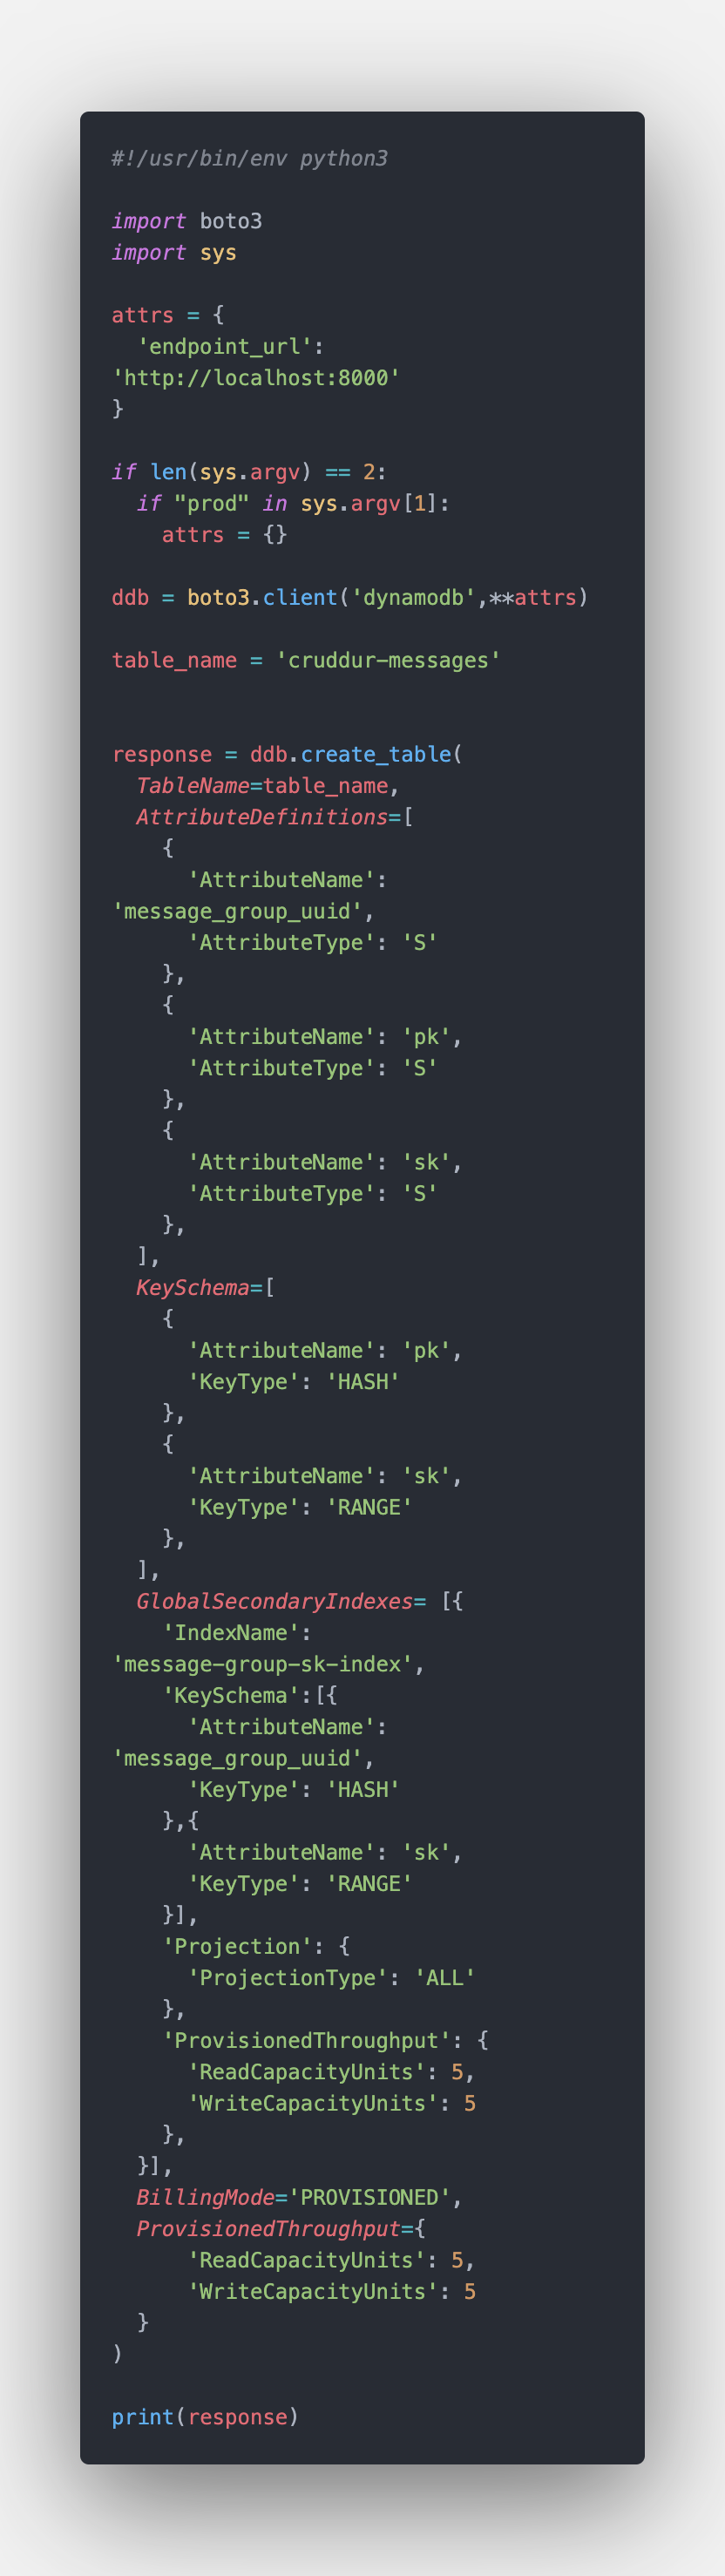 #!/usr/bin/env python3

import boto3
import sys

attrs = {
  'endpoint_url':
'http://localhost:8000'
}

if len(sys.argv) == 2:
  if "prod" in sys.argv[1]:
    attrs = {}

ddb = boto3.client('dynamodb',**attrs)

table_name = 'cruddur-messages'


response = ddb.create_table(
  TableName=table_name,
  AttributeDefinitions=[
    {
      'AttributeName':
'message_group_uuid',
      'AttributeType': 'S'
    },
    {
      'AttributeName': 'pk',
      'AttributeType': 'S'
    },
    {
      'AttributeName': 'sk',
      'AttributeType': 'S'
    },
  ],
  KeySchema=[
    {
      'AttributeName': 'pk',
      'KeyType': 'HASH'
    },
    {
      'AttributeName': 'sk',
      'KeyType': 'RANGE'
    },
  ],
  GlobalSecondaryIndexes= [{
    'IndexName':
'message-group-sk-index',
    'KeySchema':[{
      'AttributeName':
'message_group_uuid',
      'KeyType': 'HASH'
    },{
      'AttributeName': 'sk',
      'KeyType': 'RANGE'
    }],
    'Projection': {
      'ProjectionType': 'ALL'
    },
    'ProvisionedThroughput': {
      'ReadCapacityUnits': 5,
      'WriteCapacityUnits': 5
    },
  }],
  BillingMode='PROVISIONED',
  ProvisionedThroughput={
      'ReadCapacityUnits': 5,
      'WriteCapacityUnits': 5
  }
)

print(response)